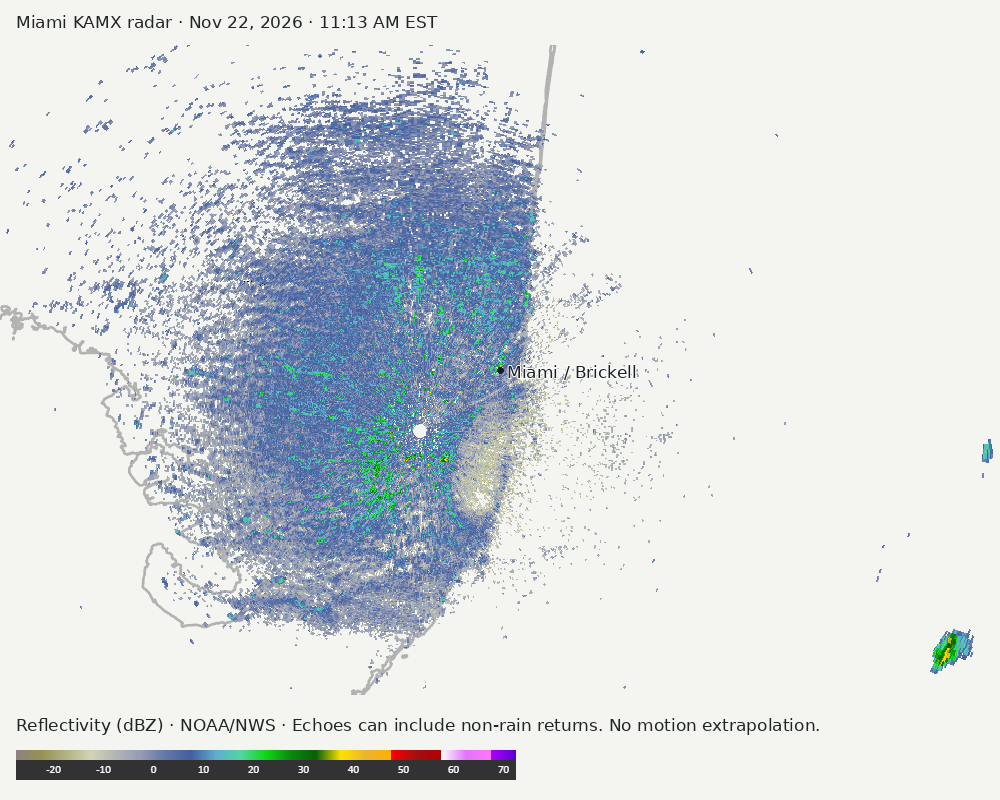 Miami KAMX radar · Nov 22, 2026 · 11:13 AM EST
Miami / Brickell
Reflectivity (dBZ) · NOAA/NWS · Echoes can include non-rain returns. No motion extrapolation.
-20 -10 0 10 20 30 40 50 60 70